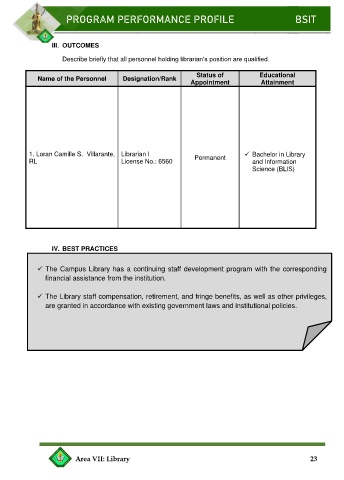 PROGRAM PERFORMANCE PROFILE BSIT
III. OUTCOMES
Describe briefly that all personnel holding librarian's position are qualified.
Name of the Personnel
Designation/Rank
Status of
Appointment
Educational
Attainment
1. Loran Camille S. Villarante,
RL
Librarian I
License No.: 6560
Permanent
✓ Bachelor in Library
and Information
Science (BLIS)
IV. BEST PRACTICES
✓ The Campus Library has a continuing staff development program with the corresponding
financial assistance from the institution.
✓ The Library staff compensation, retirement, and fringe benefits, as well as other privileges,
are granted in accordance with existing government laws and institutional policies.
Area VII: Library 23